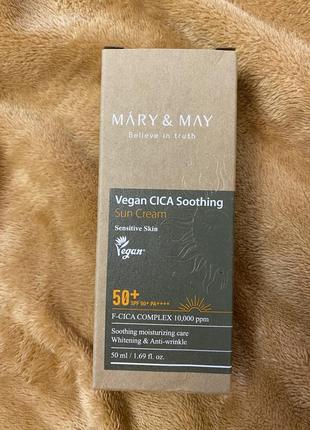 MÁRY & MAY
Believe in truth
Vegan CICA Soothing
Sun Cream
Sensitive Skin
Vegan
50+
SPF 50+ PA++++
F-CICA COMPLEX 10,000 ppm
Soothing moisturizing care
Whitening & Anti-wrinkle
50 ml / 1.69 fl. oz.